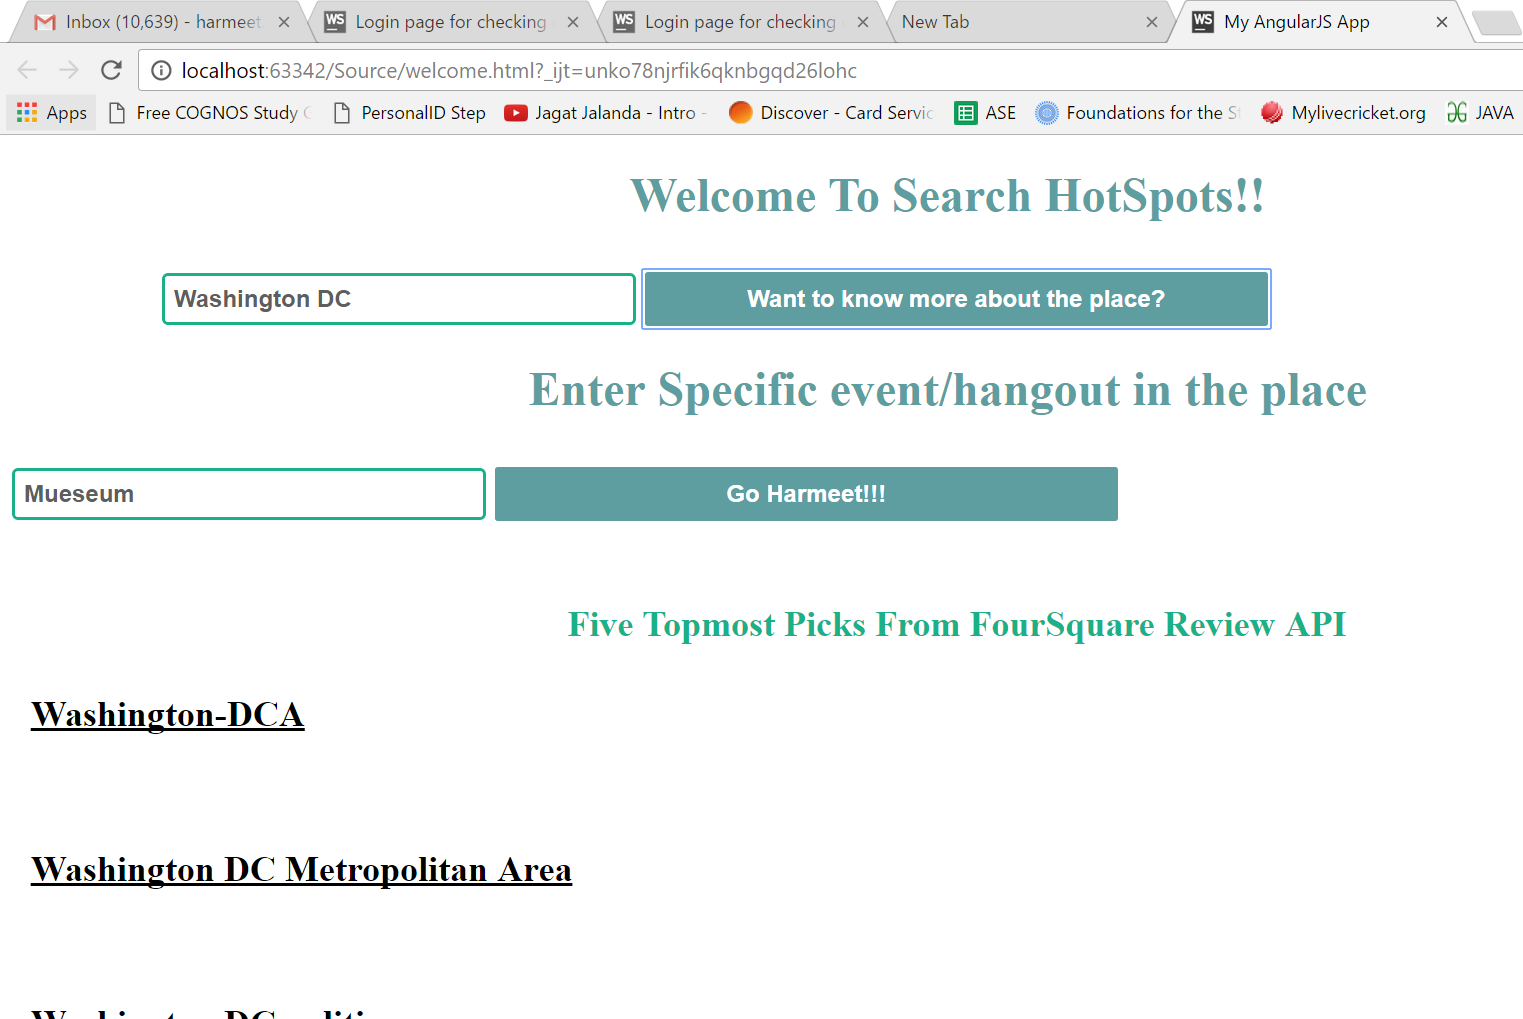 Inbox (10,639) - harmeet
Login page for checking
Login page for checking
New Tab
My AngularJS App
localhost:63342/Source/welcome.html?_ijt=unko78njrfik6qknbgqd26lohc
Apps Free COGNOS Study PersonalID Step Jagat Jalanda - Intro - Discover - Card Servic ASE Foundations for the St Mylivecricket.org JAVA
Welcome To Search HotSpots!!
Washington DC Want to know more about the place?
Enter Specific event/hangout in the place
Mueseum Go Harmeet!!!
Five Topmost Picks From FourSquare Review API
Washington-DCA
Washington DC Metropolitan Area